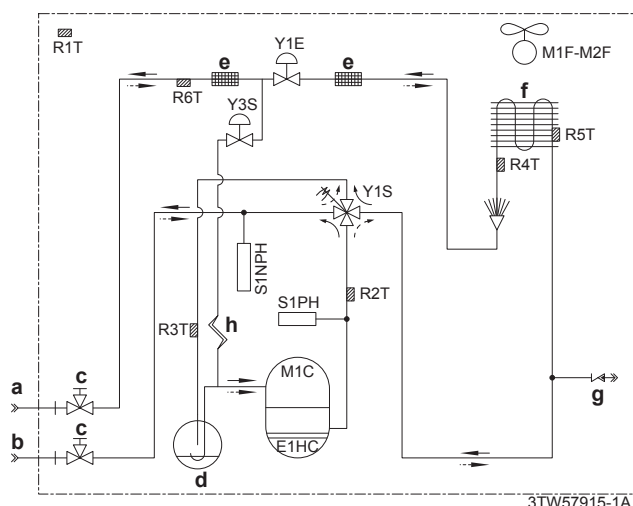 R1T
M1F-M2F
Y1E
e
e
R6T
f
Y3S
R5T
R4T
Y1S
S1NPH
R2T
S1PH
R3T
h
M1C
a
c
g
b
c
E1HC
d
3TW57915-1A